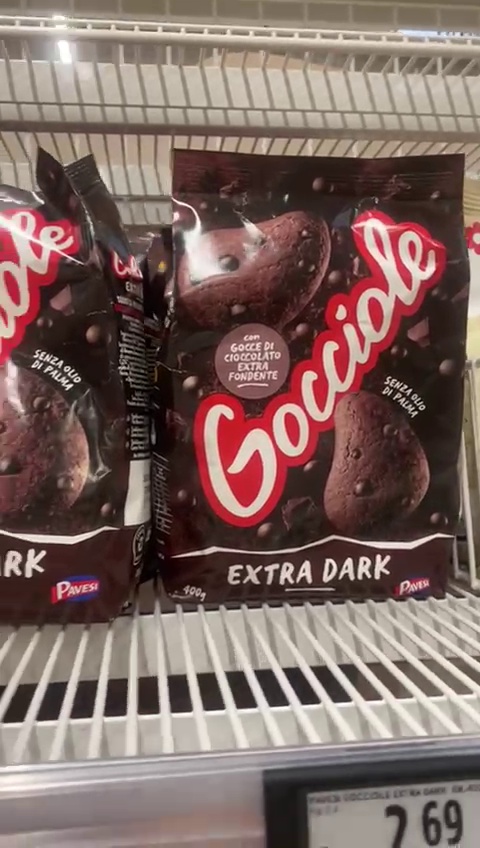 Gocciole
con
GOCCE DI
CIOCCOLATO
EXTRA
FONDENTE
SENZA OLIO
DI PALMA
EXTRA DARK
400g
PAVESI
SENZA OLIO
DI PALMA
ARK
PAVESI
GOCCIOLE EXTRA DARK
2,69